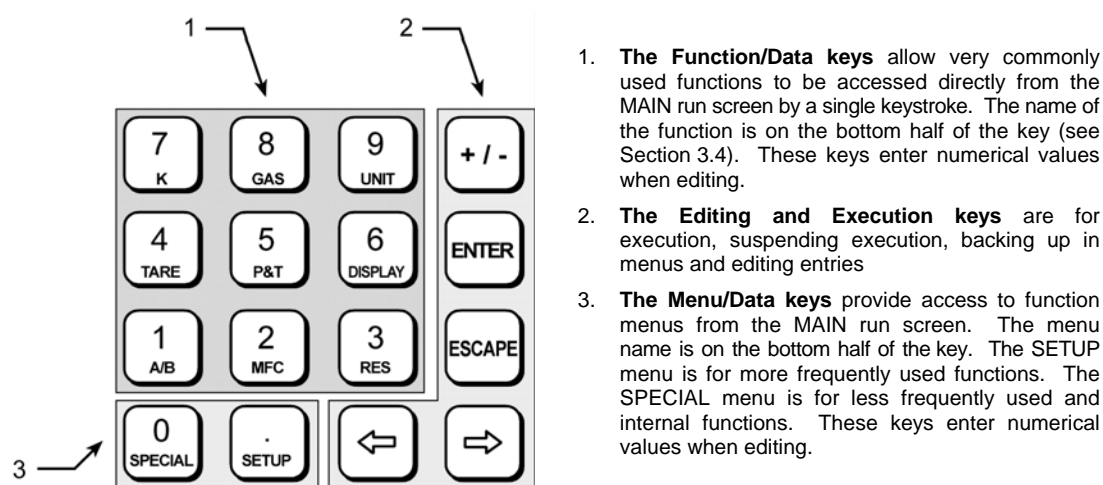 1
2
7
K
8
GAS
9
UNIT
+ / -
4
TARE
5
P&T
6
DISPLAY
ENTER
1
A/B
2
MFC
3
RES
ESCAPE
3
0
SPECIAL
.
SETUP
1. The Function/Data keys allow very commonly
used functions to be accessed directly from the
MAIN run screen by a single keystroke. The name of
the function is on the bottom half of the key (see
Section 3.4). These keys enter numerical values
when editing.
2. The Editing and Execution keys are for
execution, suspending execution, backing up in
menus and editing entries
3. The Menu/Data keys provide access to function
menus from the MAIN run screen. The menu
name is on the bottom half of the key. The SETUP
menu is for more frequently used functions. The
SPECIAL menu is for less frequently used and
internal functions. These keys enter numerical
values when editing.